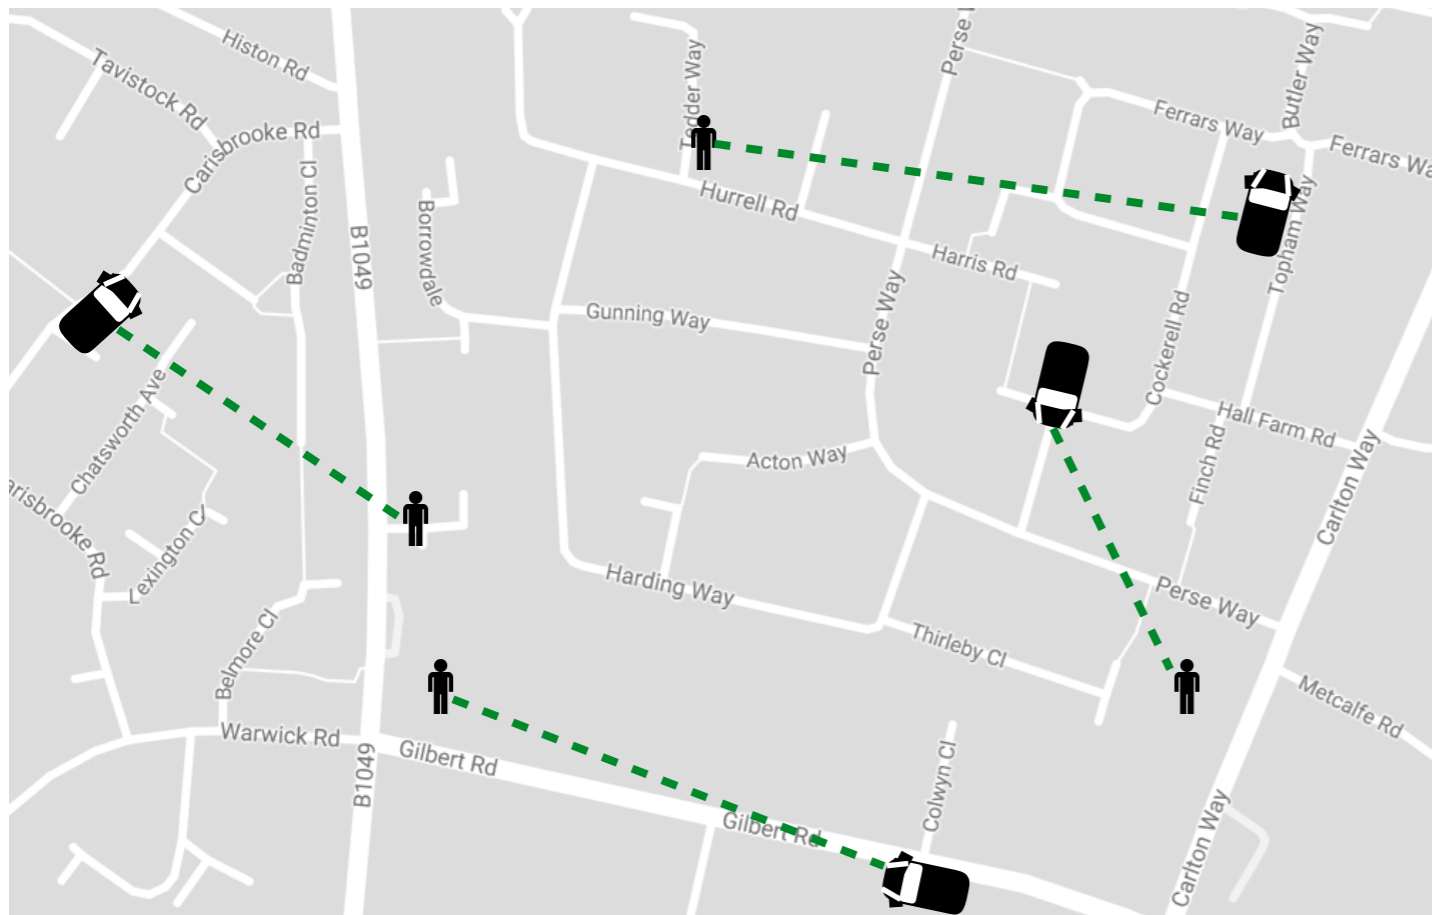 Histon Rd
Tavistock Rd
Carisbrooke Rd
Badminton Cl
B1049
Borrowdale
Tedder Way
Hurrell Rd
Perse
Butler Way
Ferrars Way
Ferrars Wa
Topham Way
Harris Rd
Gunning Way
Perse Way
Cockerell Rd
Hall Farm Rd
Finch Rd
Carlton Way
Chatsworth Ave
Acton Way
arisbrooke Rd
Lexington Cl
Harding Way
Perse Way
Thirleby Cl
Belmore Cl
Metcalfe Rd
Warwick Rd
B1049
Gilbert Rd
Colwyn Cl
Gilbert Rd
Carlton Way